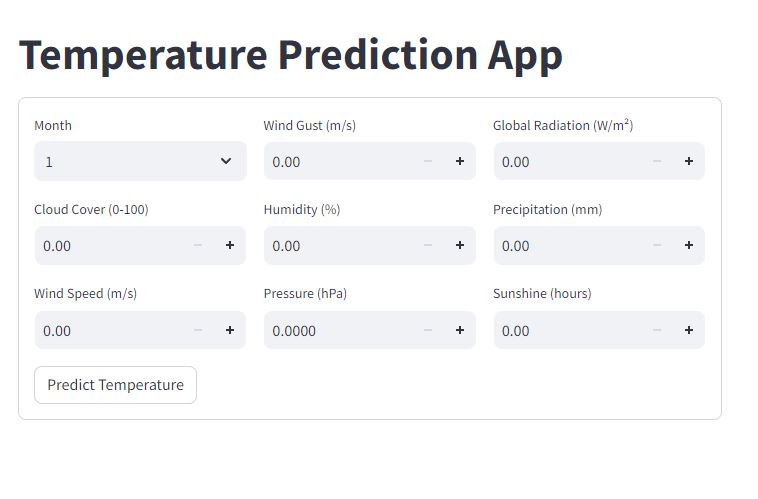 Temperature Prediction App
Month
Wind Gust (m/s)
Global Radiation (W/m²)
1
0.00
0.00
Cloud Cover (0-100)
Humidity (%)
Precipitation (mm)
0.00
0.00
0.00
Wind Speed (m/s)
Pressure (hPa)
Sunshine (hours)
0.00
0.0000
0.00
Predict Temperature